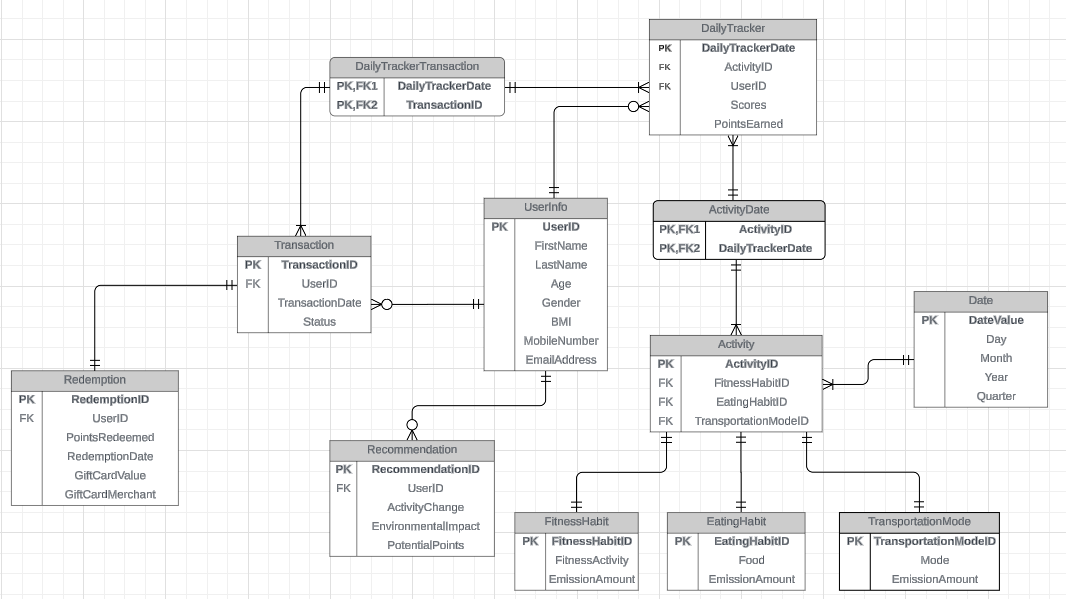 DailyTracker
PK DailyTrackerDate
FK ActivityID
FK UserID
Scores
PointsEarned
DailyTrackerTransaction
PK,FK1 DailyTrackerDate
PK,FK2 TransactionID
UserInfo
PK UserID
FirstName
LastName
Age
Gender
BMI
MobileNumber
EmailAddress
ActivityDate
PK,FK1 ActivityID
PK,FK2 DailyTrackerDate
Transaction
PK TransactionID
FK UserID
TransactionDate
Status
Date
PK DateValue
Day
Month
Year
Quarter
Activity
PK ActivityID
FK FitnessHabitID
FK EatingHabitID
FK TransportationModeID
Redemption
PK RedemptionID
FK UserID
PointsRedeemed
RedemptionDate
GiftCardValue
GiftCardMerchant
Recommendation
PK RecommendationID
FK UserID
ActivityChange
EnvironmentalImpact
PotentialPoints
FitnessHabit
PK FitnessHabitID
FitnessActivity
EmissionAmount
EatingHabit
PK EatingHabitID
Food
EmissionAmount
TransportationMode
PK TransportationModeID
Mode
EmissionAmount